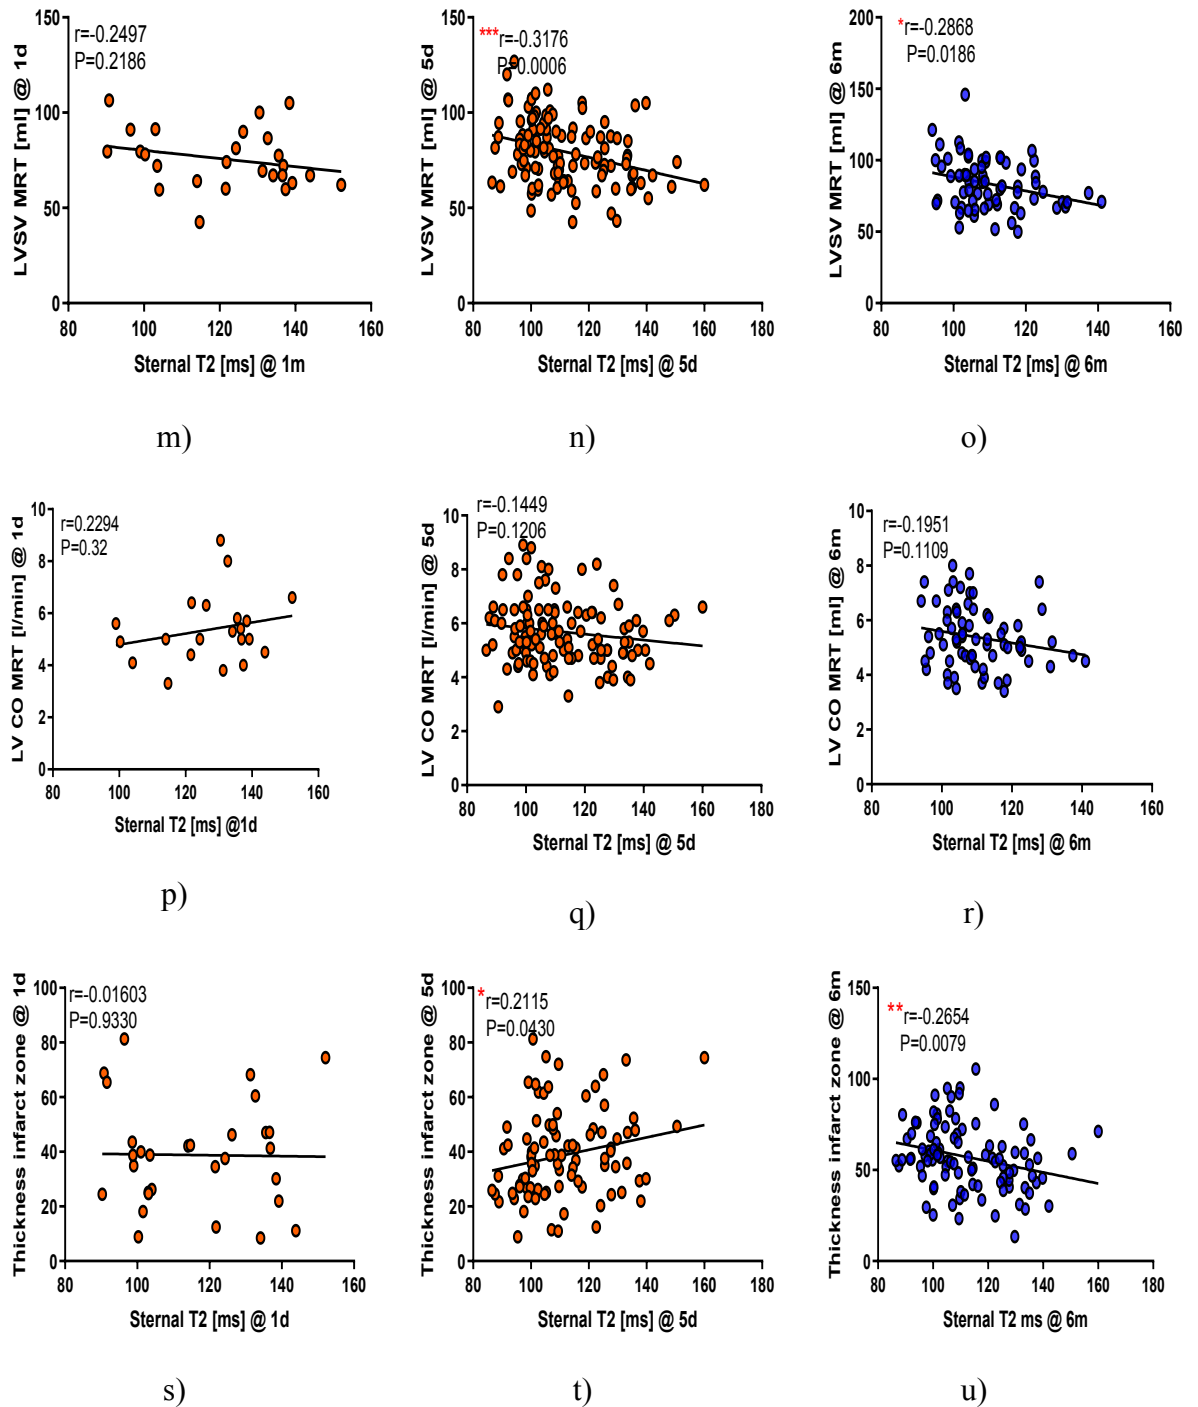 r=-0.2497
P=0.2186
150
100
50
0
80 100 120 140 160
LVSV MRT [ml] @ 1d
Sternal T2 [ms] @ 1m
m)
***r=-0.3176
P=0.0006
150
100
50
0
80 100 120 140 160 180
LVSV MRT [ml] @ 5d
Sternal T2 [ms] @ 5d
n)
*r=-0.2868
P=0.0186
200
150
100
50
0
80 100 120 140 160
LVSV MRT [ml] @ 6m
Sternal T2 [ms] @ 6m
o)
r=0.2294
P=0.32
10
8
6
4
2
0
80 100 120 140 160
LV CO MRT [l/min] @ 1d
Sternal T2 [ms] @1d
p)
r=-0.1449
P=0.1206
10
8
6
4
2
0
80 100 120 140 160 180
LV CO MRT [l/min] @ 5d
Sternal T2 [ms] @ 5d
q)
r=-0.1951
P=0.1109
10
8
6
4
2
0
80 100 120 140 160
LV CO MRT [ml] @ 6m
Sternal T2 [ms] @ 6m
r)
r=-0.01603
P=0.9330
100
80
60
40
20
0
80 100 120 140 160
Thickness infarct zone @ 1d
Sternal T2 [ms] @ 1d
s)
*r=0.2115
P=0.0430
100
80
60
40
20
0
80 100 120 140 160 180
Thickness infarct zone @ 5d
Sternal T2 [ms] @ 5d
t)
**r=-0.2654
P=0.0079
150
100
50
0
80 100 120 140 160 180
Thickness infarct zone @ 6m
Sternal T2 ms @ 6m
u)